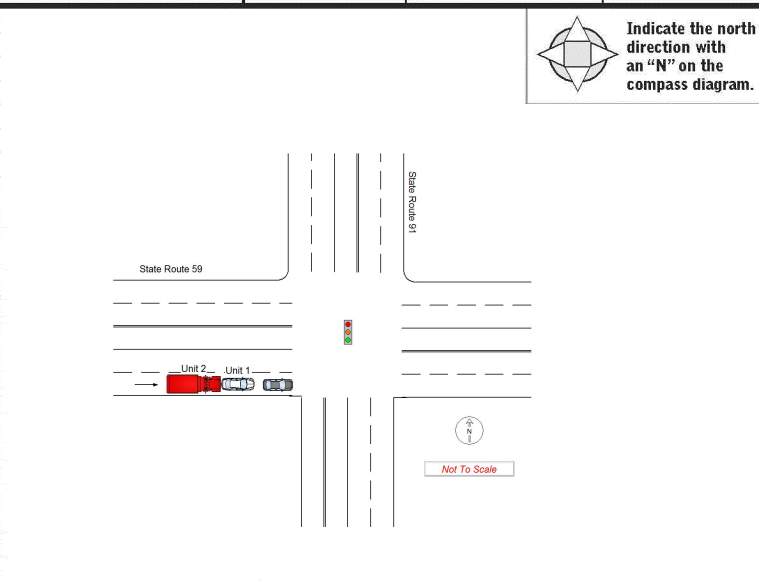 Indicate the north
direction with
an “N” on the
compass diagram.
State Route 91
State Route 59
Unit 2
Unit 1
N
Not To Scale